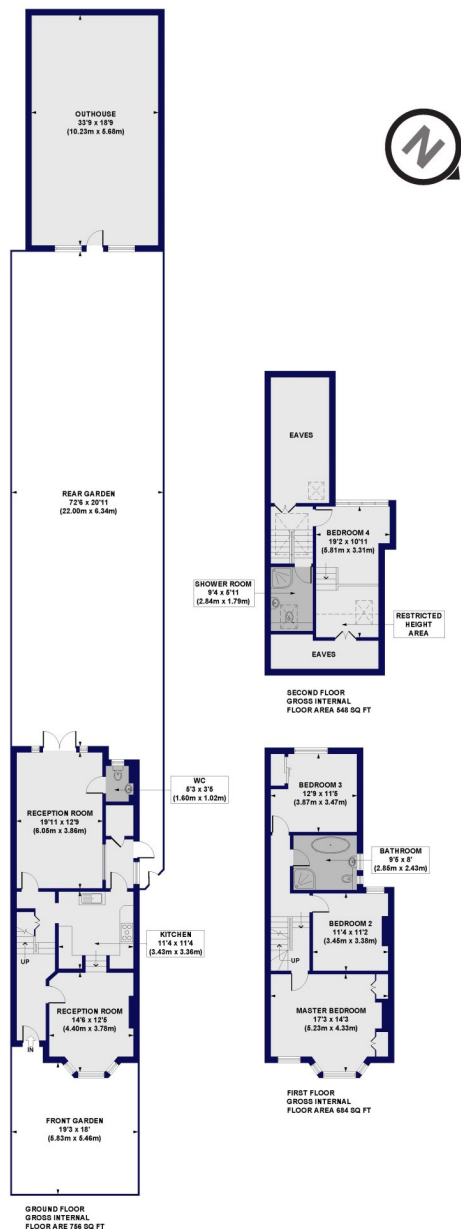 OUTHOUSE
33'9 x 18'9
(10.23m x 5.68m)
N
REAR GARDEN
72'6 x 20'11
(22.00m x 6.34m)
EAVES
BEDROOM 4
19'2 x 10'11
(5.81m x 3.31m)
SHOWER ROOM
9'4 x 5'11
(2.84m x 1.79m)
RESTRICTED
HEIGHT
AREA
EAVES
SECOND FLOOR
GROSS INTERNAL
FLOOR AREA 548 SQ FT
WC
5'3 x 3'5
(1.60m x 1.02m)
RECEPTION ROOM
19'11 x 12'9
(6.05m x 3.86m)
KITCHEN
11'4 x 11'4
(3.43m x 3.36m)
UP
RECEPTION ROOM
14'6 x 12'5
(4.40m x 3.78m)
IN
FRONT GARDEN
19'3 x 18'
(5.83m x 5.46m)
GROUND FLOOR
GROSS INTERNAL
FLOOR ARE 756 SQ FT
BEDROOM 3
12'9 x 11'5
(3.87m x 3.47m)
BATHROOM
9'5 x 8'
(2.85m x 2.43m)
BEDROOM 2
11'4 x 11'2
(3.45m x 3.38m)
UP
MASTER BEDROOM
17'3 x 14'3
(5.23m x 4.33m)
FIRST FLOOR
GROSS INTERNAL
FLOOR AREA 684 SQ FT